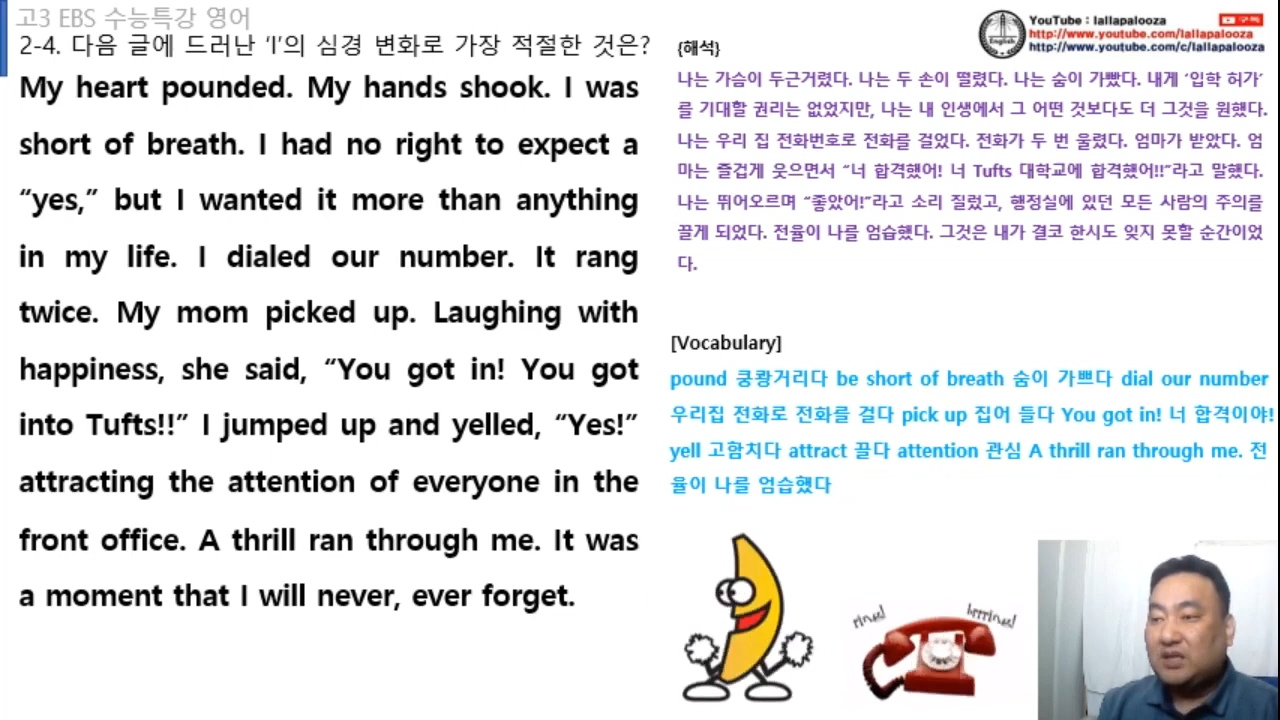 고3 EBS 수능특강 영어
2-4. 다음 글에 드러난 ‘I’의 심경 변화로 가장 적절한 것은?
My heart pounded. My hands shook. I was
short of breath. I had no right to expect a
“yes,” but I wanted it more than anything
in my life. I dialed our number. It rang
twice. My mom picked up. Laughing with
happiness, she said, “You got in! You got
into Tufts!!” I jumped up and yelled, “Yes!”
attracting the attention of everyone in the
front office. A thrill ran through me. It was
a moment that I will never, ever forget.
English
YouTube : lallapalooza
구독
http://www.youtube.com/lallapalooza
http://www.youtube.com/c/lallapalooza
{해석}
나는 가슴이 두근거렸다. 나는 두 손이 떨렸다. 나는 숨이 가빴다. 내게 ‘입학 허가’
를 기대할 권리는 없었지만, 나는 내 인생에서 그 어떤 것보다도 더 그것을 원했다.
나는 우리 집 전화번호로 전화를 걸었다. 전화가 두 번 울렸다. 엄마가 받았다. 엄
마는 즐겁게 웃으면서 “너 합격했어! 너 Tufts 대학교에 합격했어!!”라고 말했다.
나는 뛰어오르며 “좋았어!”라고 소리 질렀고, 행정실에 있던 모든 사람의 주의를
끌게 되었다. 전율이 나를 엄습했다. 그것은 내가 결코 한시도 잊지 못할 순간이었
다.
[Vocabulary]
pound 쿵쾅거리다 be short of breath 숨이 가쁘다 dial our number
우리집 전화로 전화를 걸다 pick up 집어 들다 You got in! 너 합격이야!
yell 고함치다 attract 끌다 attention 관심 A thrill ran through me. 전
율이 나를 엄습했다
ring!
brrring!